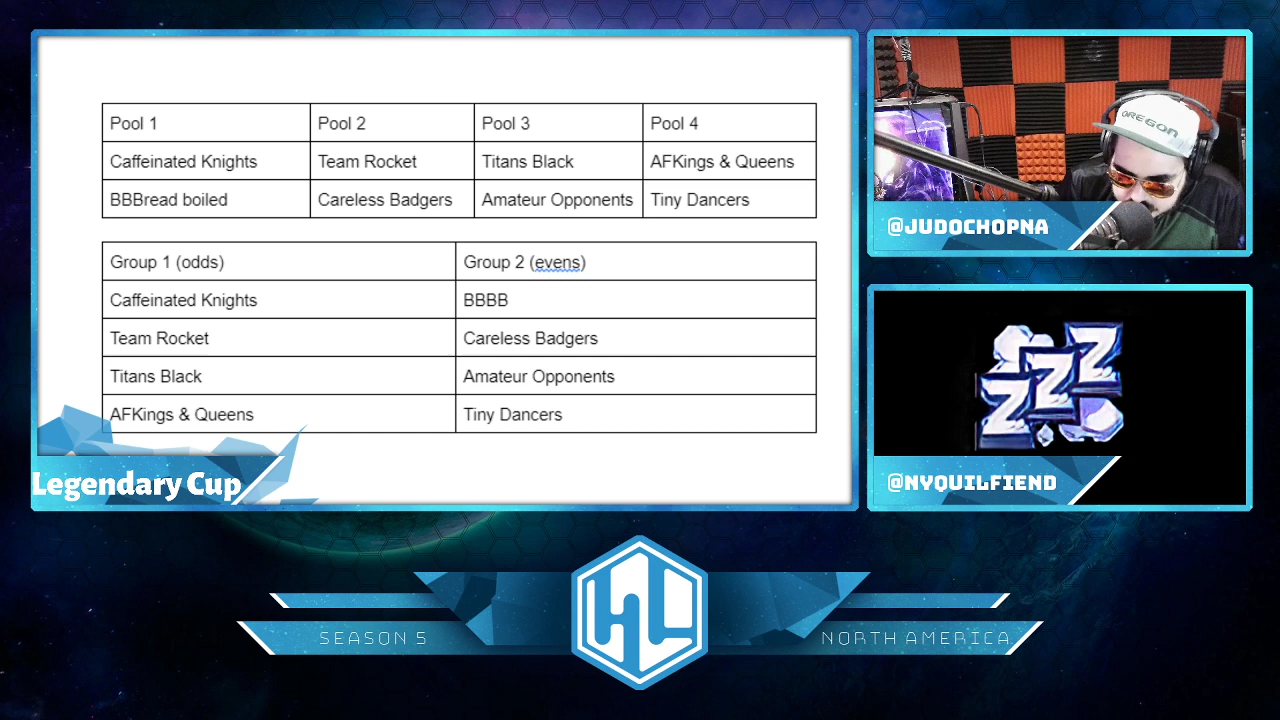 Pool 1 Pool 2 Pool 3 Pool 4
Caffeinated Knights Team Rocket Titans Black AFKings & Queens
BBBread boiled Careless Badgers Amateur Opponents Tiny Dancers
Group 1 (odds) Group 2 (evens)
Caffeinated Knights BBBB
Team Rocket Careless Badgers
Titans Black Amateur Opponents
AFKings & Queens Tiny Dancers
Legendary Cup
OREGON
@JUDOCHOPNA
ZZZ
@NYQUILFIEND
SEASON 5
HL
NORTH AMERICA